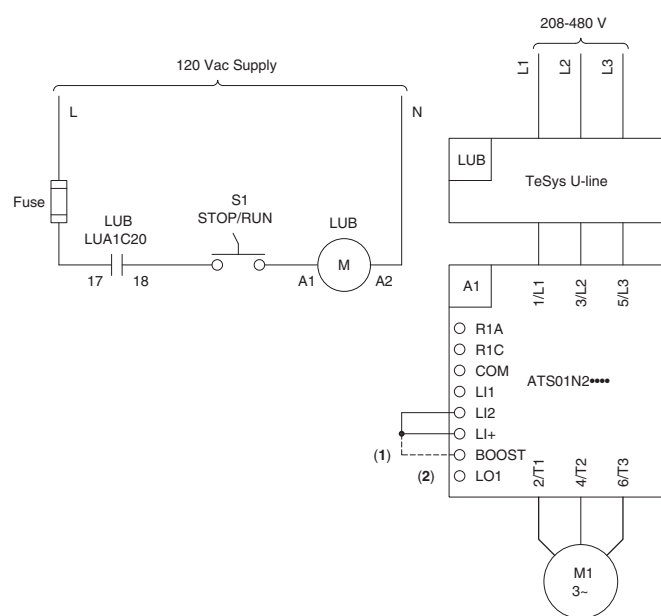 208-480 V
L1
L2
L3
120 Vac Supply
L
N
LUB
TeSys U-line
Fuse
S1
STOP/RUN
LUB
LUA1C20
LUB
M
17
18
A1
A2
A1
1/L1
3/L2
5/L3
R1A
R1C
COM
ATS01N2••••
LI1
LI2
LI+
(1)
BOOST
(2)
LO1
2/T1
4/T2
6/T3
M1
3~